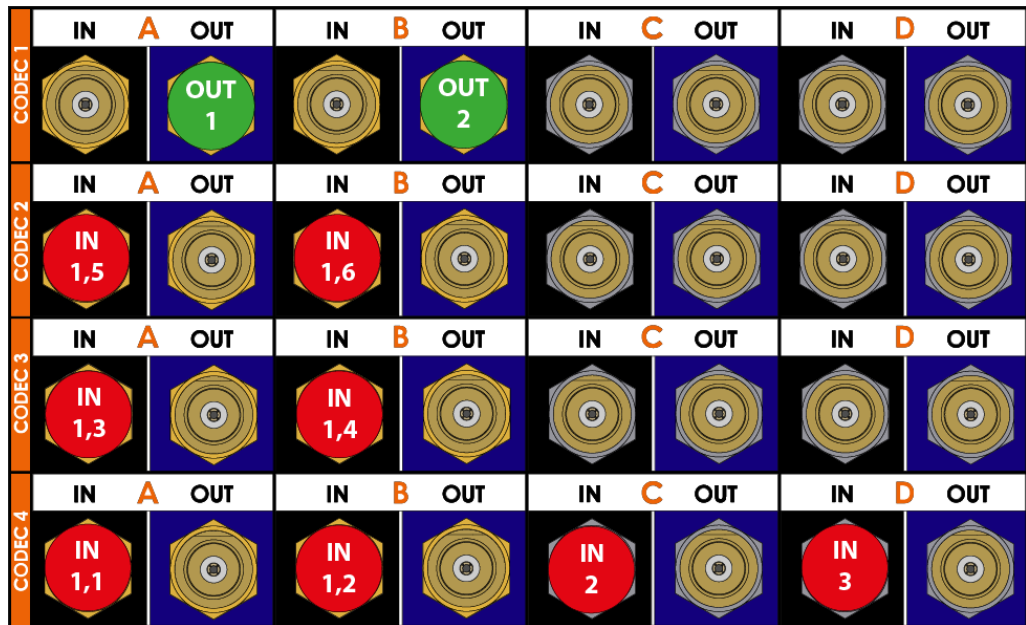 CODEC 1
IN A OUT IN B OUT IN C OUT IN D OUT
OUT
1
OUT
2
CODEC 2
IN A OUT IN B OUT IN C OUT IN D OUT
IN
1,5
IN
1,6
CODEC 3
IN A OUT IN B OUT IN C OUT IN D OUT
IN
1,3
IN
1,4
CODEC 4
IN A OUT IN B OUT IN C OUT IN D OUT
IN
1,1
IN
1,2
IN
2
IN
3